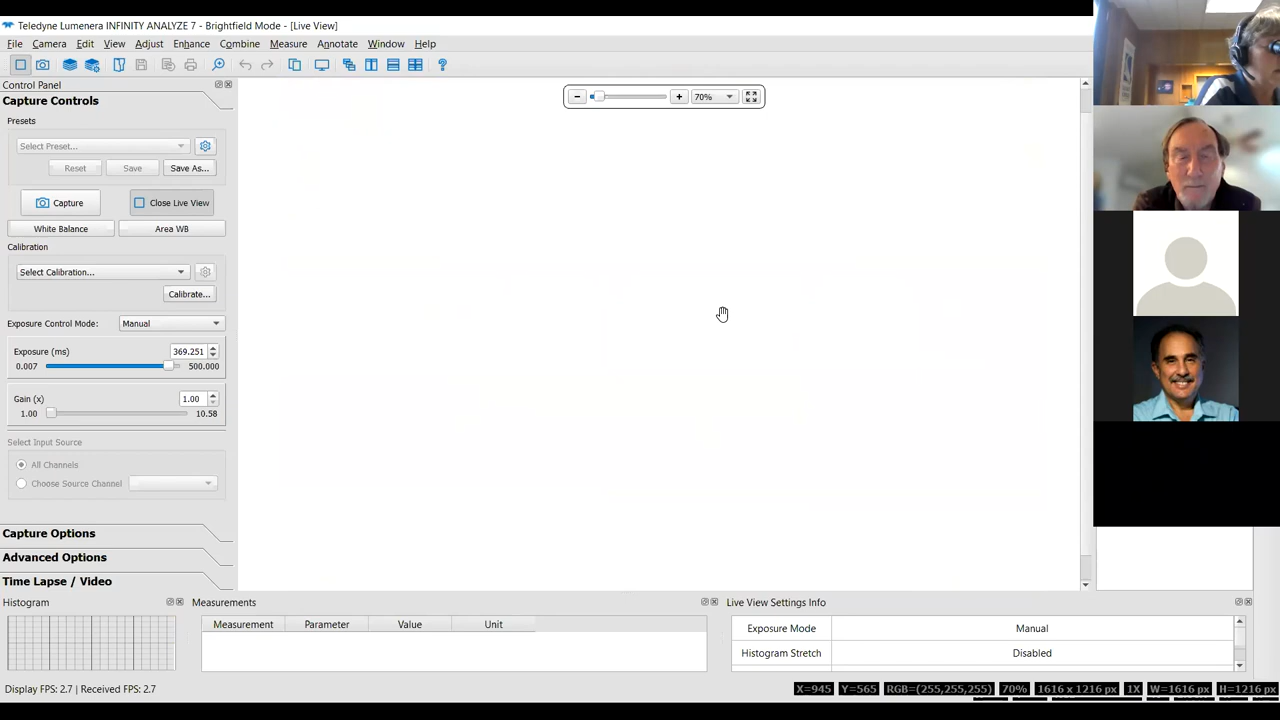 Teledyne Lumenera INFINITY ANALYZE 7 - Brightfield Mode - [Live View]
File Camera Edit View Adjust Enhance Combine Measure Annotate Window Help
Control Panel
Capture Controls
Presets
Select Preset...
Reset Save Save As...
Capture Close Live View
White Balance Area WB
Calibration
Select Calibration...
Calibrate...
Exposure Control Mode: Manual
Exposure (ms) 369.251
0.007 500.000
Gain (x) 1.00
1.00 10.58
Select Input Source
All Channels
Choose Source Channel
Capture Options
Advanced Options
Time Lapse / Video
70%
Histogram
Measurements
Measurement Parameter Value Unit
Live View Settings Info
Exposure Mode Manual
Histogram Stretch Disabled
Display FPS: 2.7 | Received FPS: 2.7
X=945 Y=565 RGB=(255,255,255) 70% 1616 x 1216 px 1X W=1616 px H=1216 px